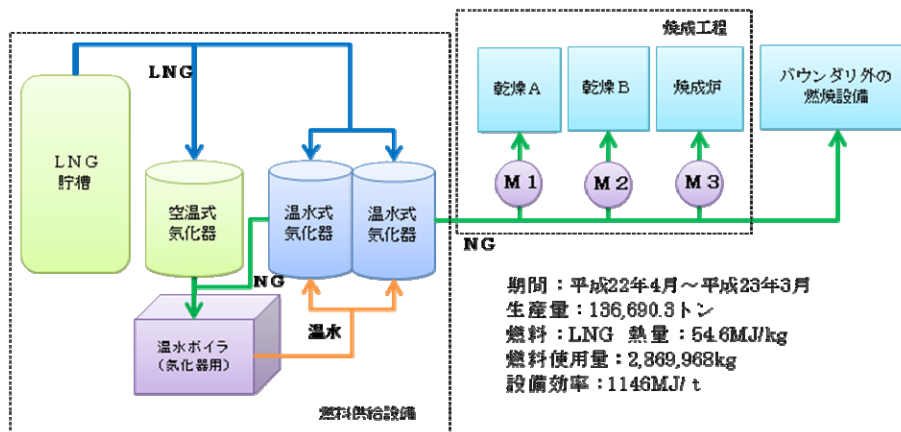 焼成工程
LNG
乾燥A
乾燥B
焼成炉
バウンダリ外の
燃焼設備
LNG
貯槽
M1
M2
M3
空温式
気化器
温水式
気化器
温水式
気化器
NG
NG
温水
温水ボイラ
(気化器用)
燃料供給設備
期間:平成22年4月~平成23年3月
生産量:136,690.3トン
燃料:LNG 熱量:54.6MJ/kg
燃料使用量:2,869,968kg
設備効率:1146MJ/t